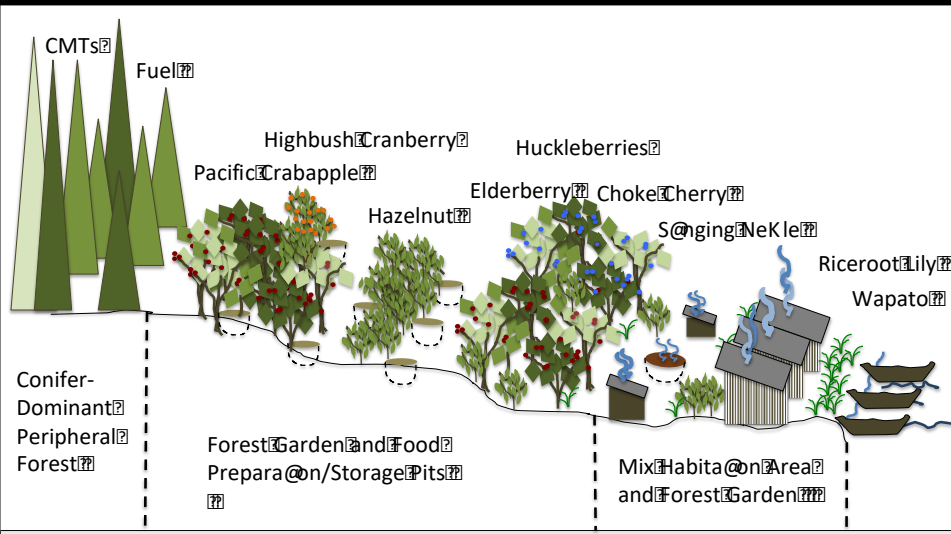 CMTs⍰
Fuel⍰⍰
Highbush⍰Cranberry⍰
Huckleberries⍰
Pacific⍰Crabapple⍰⍰
Elderberry⍰⍰
Choke⍰Cherry⍰⍰
Hazelnut⍰⍰
S@nging⍰NeKle⍰⍰
Riceroot⍰Lily⍰⍰
Wapato⍰⍰
Conifer-
Dominant⍰
Peripheral⍰
Forest⍰⍰
Forest⍰Garden⍰and⍰Food⍰
Prepara@on/Storage⍰Pits⍰⍰
⍰⍰
Mix⍰Habita@on⍰Area⍰
and⍰Forest⍰Garden⍰⍰⍰⍰